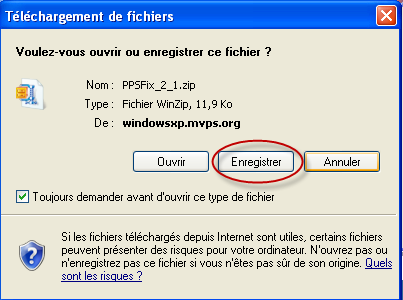 Téléchargement de fichiers
Voulez-vous ouvrir ou enregistrer ce fichier ?
Nom : PPSFix_2_1.zip
Type : Fichier WinZip, 11,9 Ko
De : windowsxp.mvps.org
Ouvrir Enregistrer Annuler
Toujours demander avant d'ouvrir ce type de fichier
Si les fichiers téléchargés depuis Internet sont utiles, certains fichiers
peuvent présenter des risques pour votre ordinateur. N'ouvrez pas ou
n'enregistrez pas ce fichier si vous n'êtes pas sûr de son origine. Quels
sont les risques ?